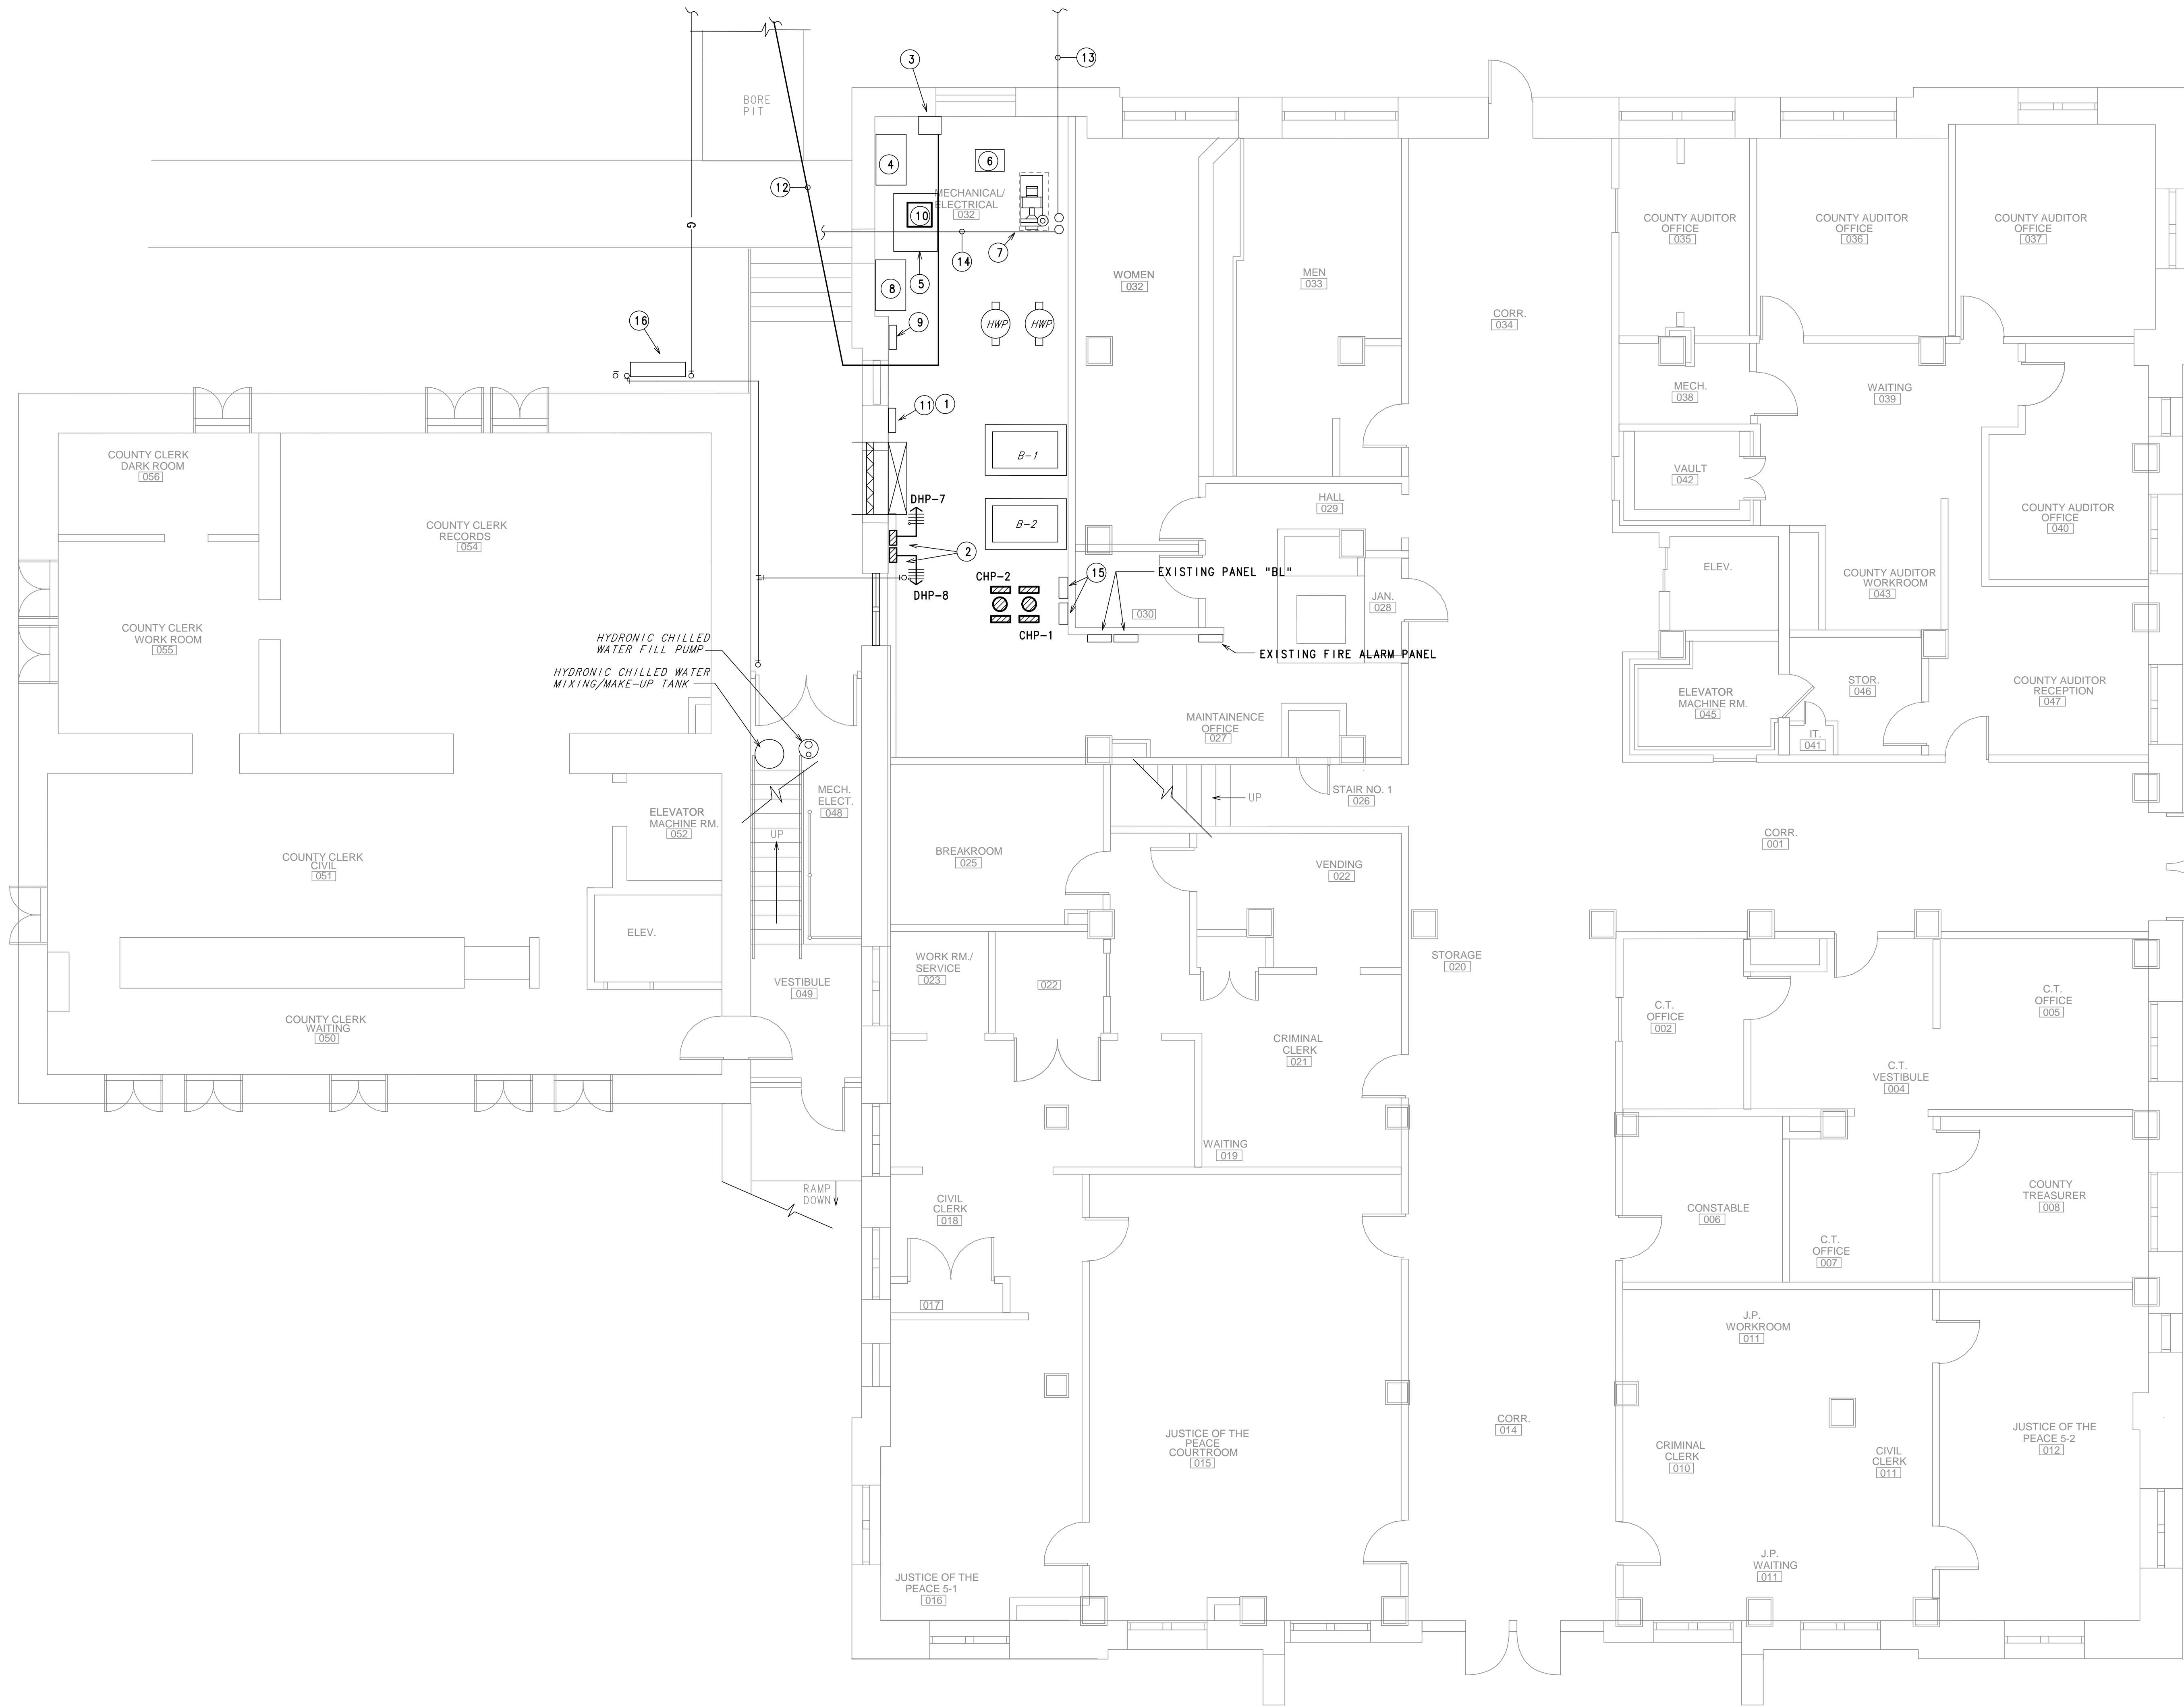 3
13
BORE
PIT
4
6
12
MECHANICAL/
ELECTRICAL
032
10
G
7
14
5
8
9
HWP
HWP
16
11
1
WOMEN
032
MEN
033
CORR.
034
COUNTY AUDITOR
OFFICE
035
COUNTY AUDITOR
OFFICE
036
COUNTY AUDITOR
OFFICE
037
MECH.
038
WAITING
039
VAULT
042
COUNTY AUDITOR
OFFICE
040
COUNTY CLERK
DARK ROOM
056
COUNTY CLERK
RECORDS
054
B-1
B-2
DHP-7
2
DHP-8
CHP-2
CHP-1
15
EXISTING PANEL "BL"
030
EXISTING FIRE ALARM PANEL
HALL
029
JAN.
028
ELEV.
COUNTY AUDITOR
WORKROOM
043
COUNTY CLERK
WORK ROOM
055
HYDRONIC CHILLED
WATER FILL PUMP
HYDRONIC CHILLED WATER
MIXING/MAKE-UP TANK
MAINTAINENCE
OFFICE
027
ELEVATOR
MACHINE RM.
045
STOR.
046
IT.
041
COUNTY AUDITOR
RECEPTION
047
MECH.
ELECT.
048
UP
ELEVATOR
MACHINE RM.
052
STAIR NO. 1
026
UP
BREAKROOM
025
VENDING
022
CORR.
001
COUNTY CLERK
CIVIL
051
ELEV.
WORK RM./
SERVICE
023
022
STORAGE
020
VESTIBULE
049
COUNTY CLERK
WAITING
050
CRIMINAL
CLERK
021
C.T.
OFFICE
002
C.T.
OFFICE
005
C.T.
VESTIBULE
004
WAITING
019
RAMP
DOWN
CIVIL
CLERK
018
CONSTABLE
006
COUNTY
TREASURER
008
C.T.
OFFICE
007
017
J.P.
WORKROOM
011
JUSTICE OF THE
PEACE
COURTROOM
015
CORR.
014
CRIMINAL
CLERK
010
CIVIL
CLERK
011
JUSTICE OF THE
PEACE 5-2
012
J.P.
WAITING
011
JUSTICE OF THE
PEACE 5-1
016